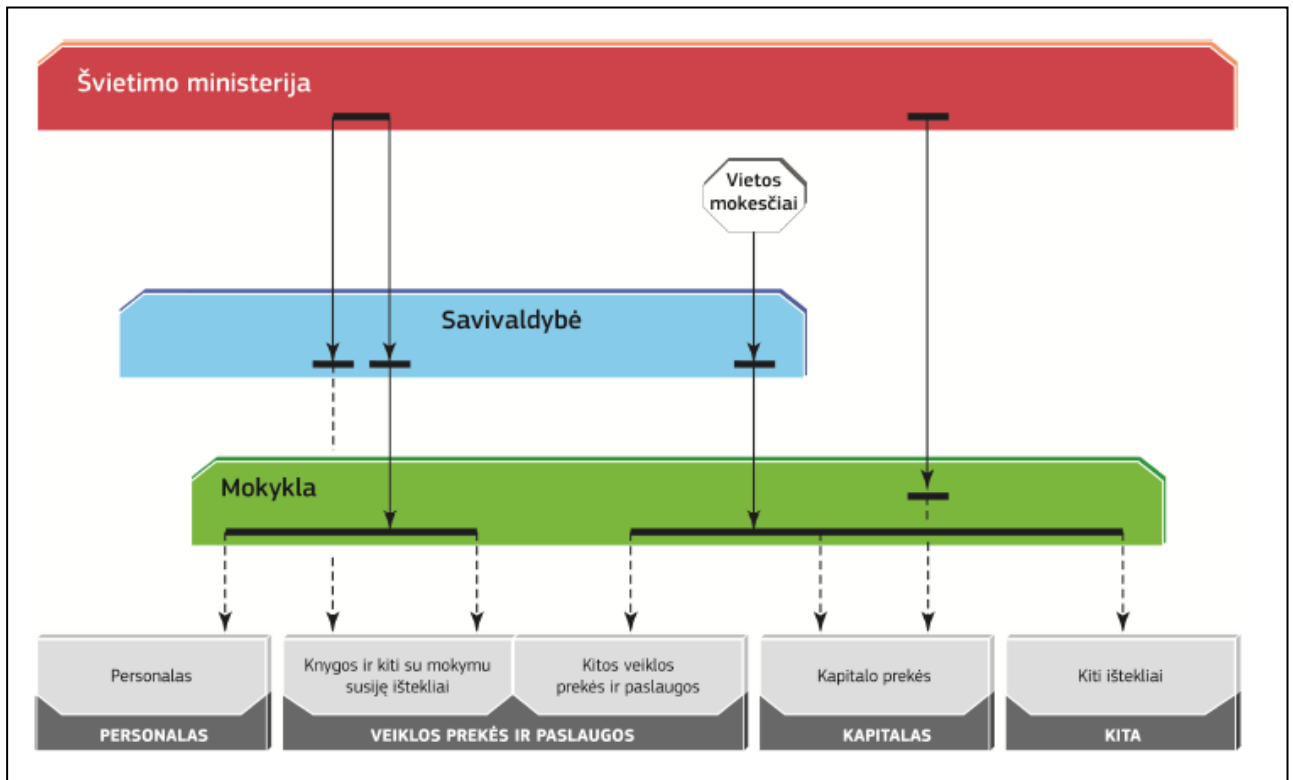 Švietimo ministerija
Vietos
mokesčiai
Savivaldybė
Mokykla
Personalas
Knygos ir kiti su mokymu
susiję ištekliai
Kitos veiklos
prekės ir paslaugos
Kapitalo prekės
Kiti ištekliai
PERSONALAS
VEIKLOS PREKĖS IR PASLAUGOS
KAPITALAS
KITA